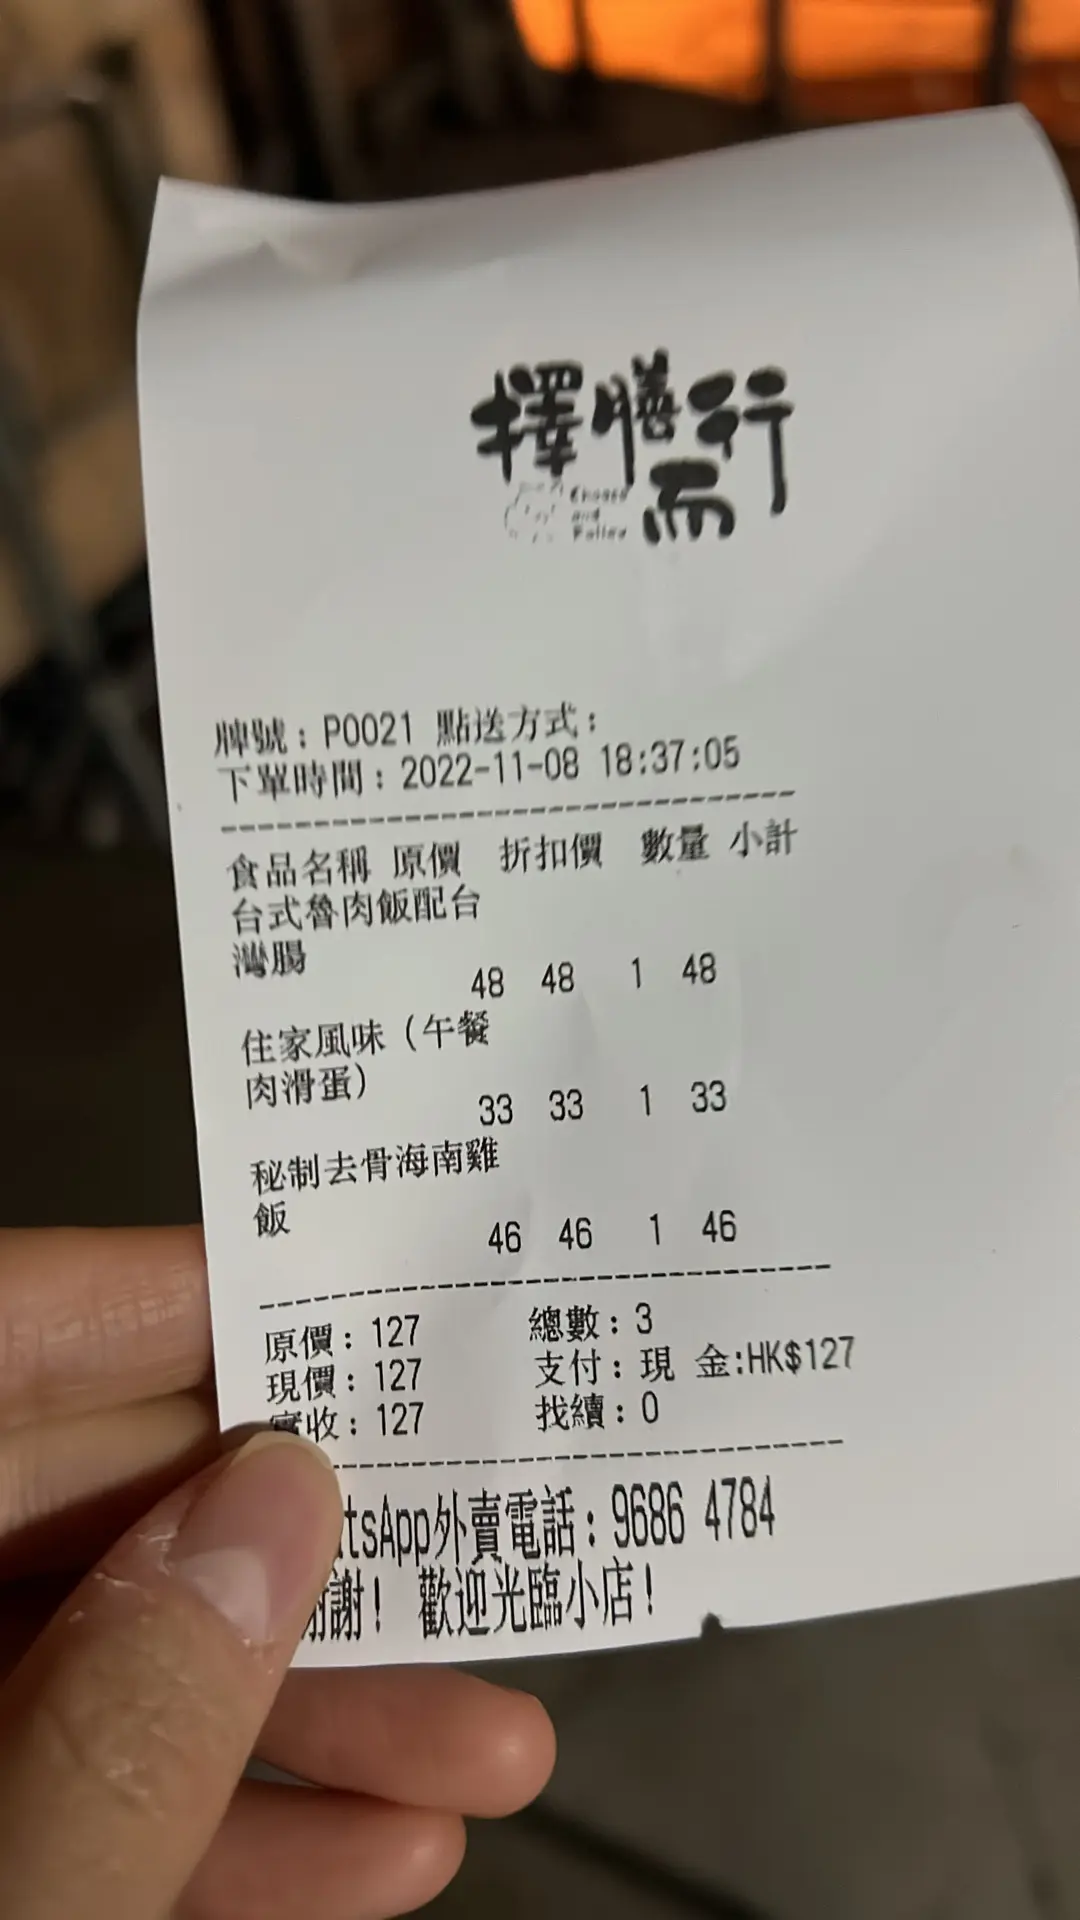 擇膳而行
Choose
and
Follow
牌號：P0021 點送方式：
下單時間：2022-11-08 18:37:05
食品名稱 原價 折扣價 數量 小計
台式魯肉飯配台
灣腸
48 48 1 48
住家風味（午餐
肉滑蛋）
33 33 1 33
秘制去骨海南雞
飯
46 46 1 46
原價：127 總數：3
現價：127 支付：現 金:HK$127
實收：127 找續：0
tsApp外賣電話：9686 4784
謝！ 歡迎光臨小店！